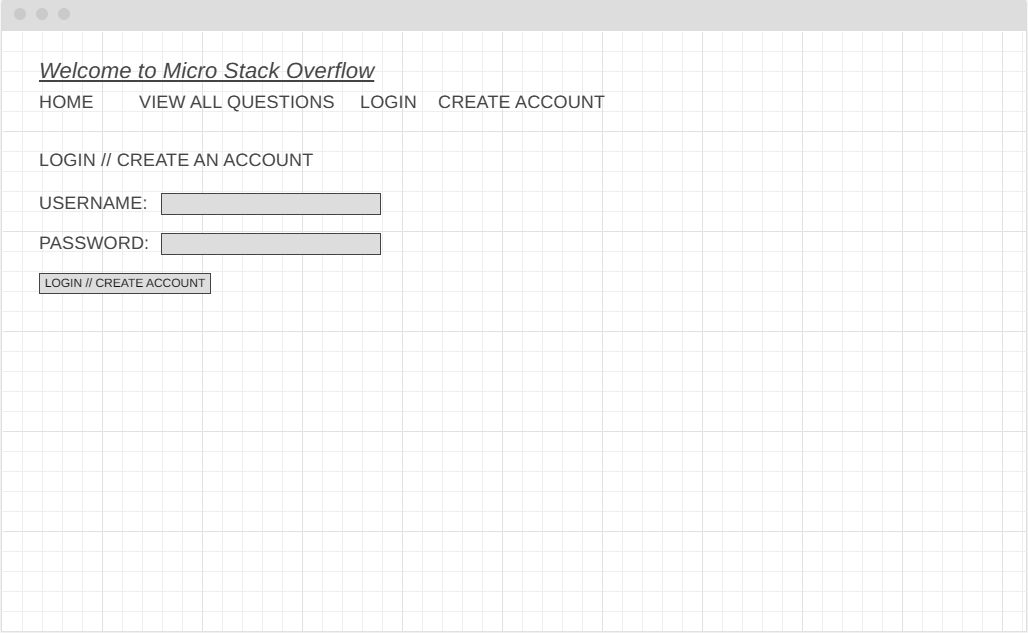 Welcome to Micro Stack Overflow
HOME VIEW ALL QUESTIONS LOGIN CREATE ACCOUNT
LOGIN // CREATE AN ACCOUNT
USERNAME:
PASSWORD:
LOGIN // CREATE ACCOUNT